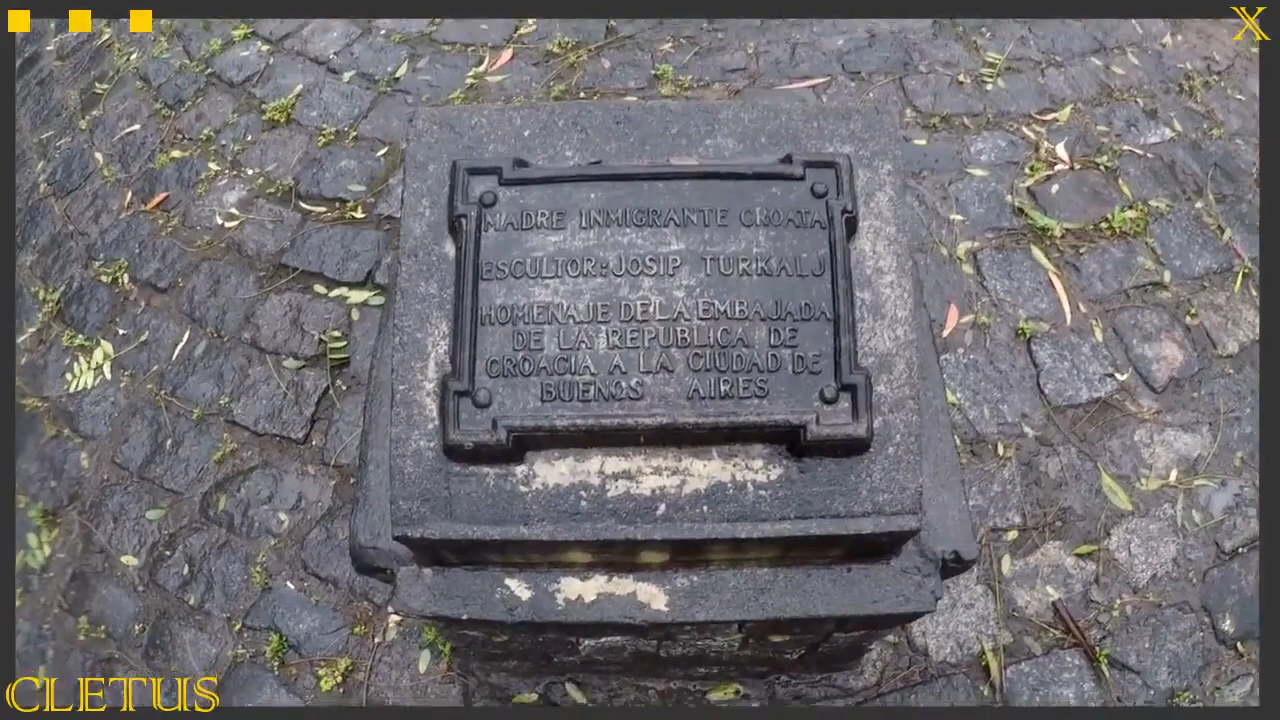 X
MADRE INMIGRANTE CROATA
ESCULTOR: JOSIP TURKALJ
HOMENAJE DE LA EMBAJADA
DE LA REPUBLICA DE
CROACIA A LA CIUDAD DE
BUENOS AIRES
CLETUS